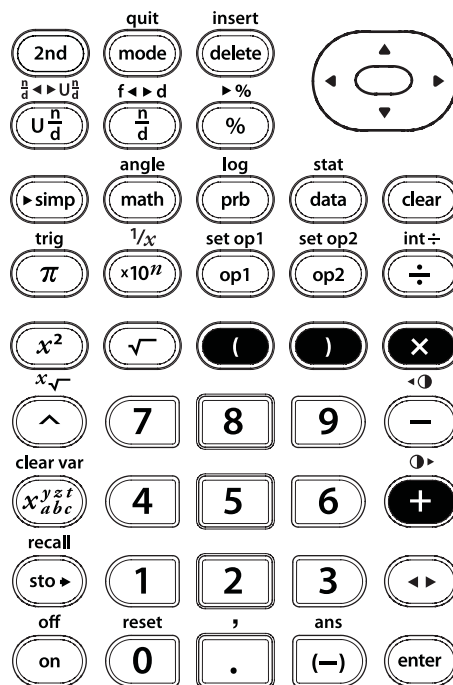 quit insert
2nd mode delete
n/d ◂▸ U n/d f ◂▸ d ▸ %
U n/d n/d %
angle log stat
▸ simp math prb data clear
trig 1/x set op1 set op2 int ÷
π ×10ⁿ op1 op2 ÷
x² √ ( ) ×
ˣ√
^ 7 8 9 −
clear var
x y z t a b c 4 5 6 +
recall
sto ▸ 1 2 3 ◂ ▸
off reset , ans
on 0 . (−) enter